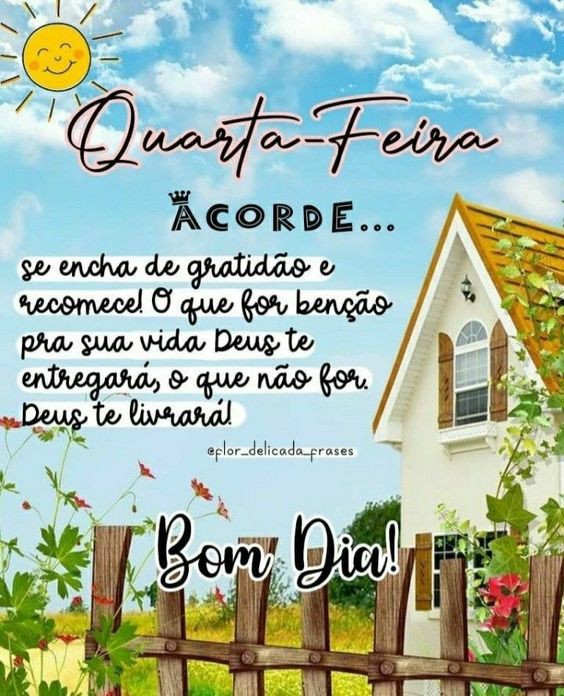 Quarta-Feira
ACORDE...
se encha de gratidão e
recomece! O que for benção
pra sua vida Deus te
entregará, o que não for.
Deus te livrará!
@flor_delicada_frases
Bom Dia!